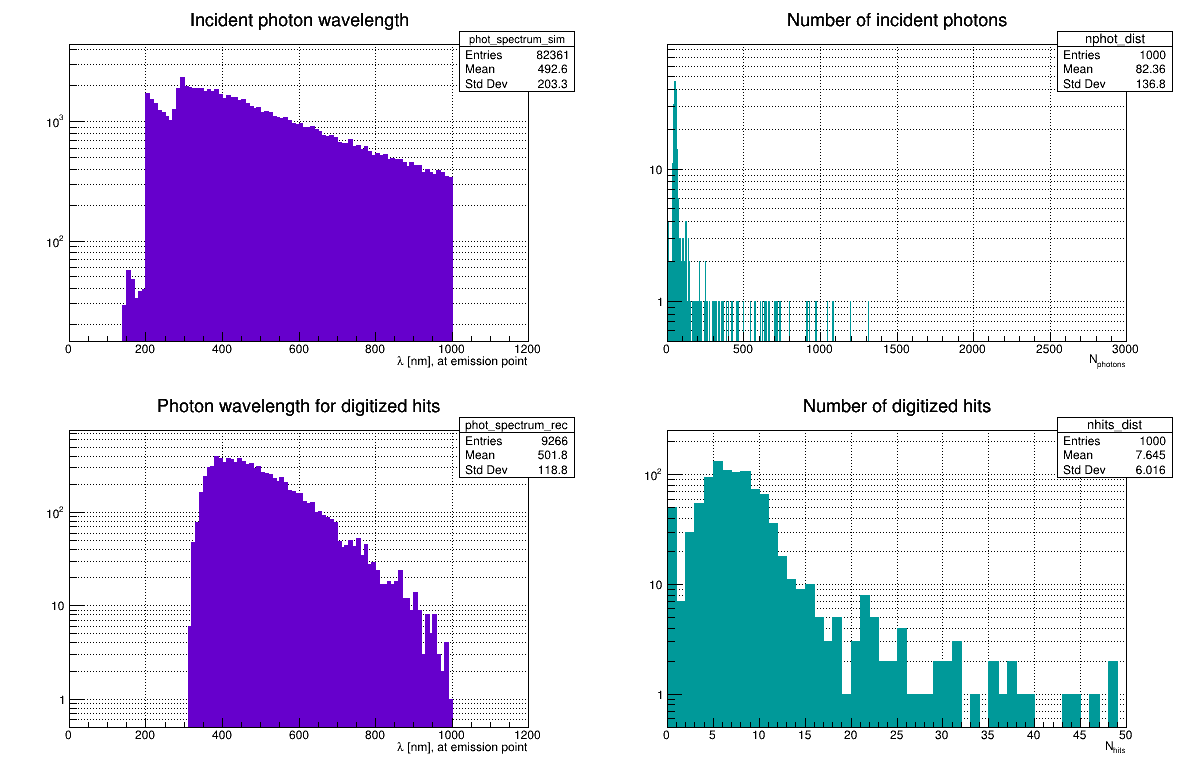 Incident photon wavelength
phot_spectrum_sim
Entries 82361
Mean 492.6
Std Dev 203.3
10³
10²
0 200 400 600 800 1000 1200
λ [nm], at emission point
Number of incident photons
nphot_dist
Entries 1000
Mean 82.36
Std Dev 136.8
10
1
0 500 1000 1500 2000 2500 3000
N_photons
Photon wavelength for digitized hits
phot_spectrum_rec
Entries 9266
Mean 501.8
Std Dev 118.8
10²
10
1
0 200 400 600 800 1000 1200
λ [nm], at emission point
Number of digitized hits
nhits_dist
Entries 1000
Mean 7.645
Std Dev 6.016
10²
10
1
0 5 10 15 20 25 30 35 40 45 50
N_hits